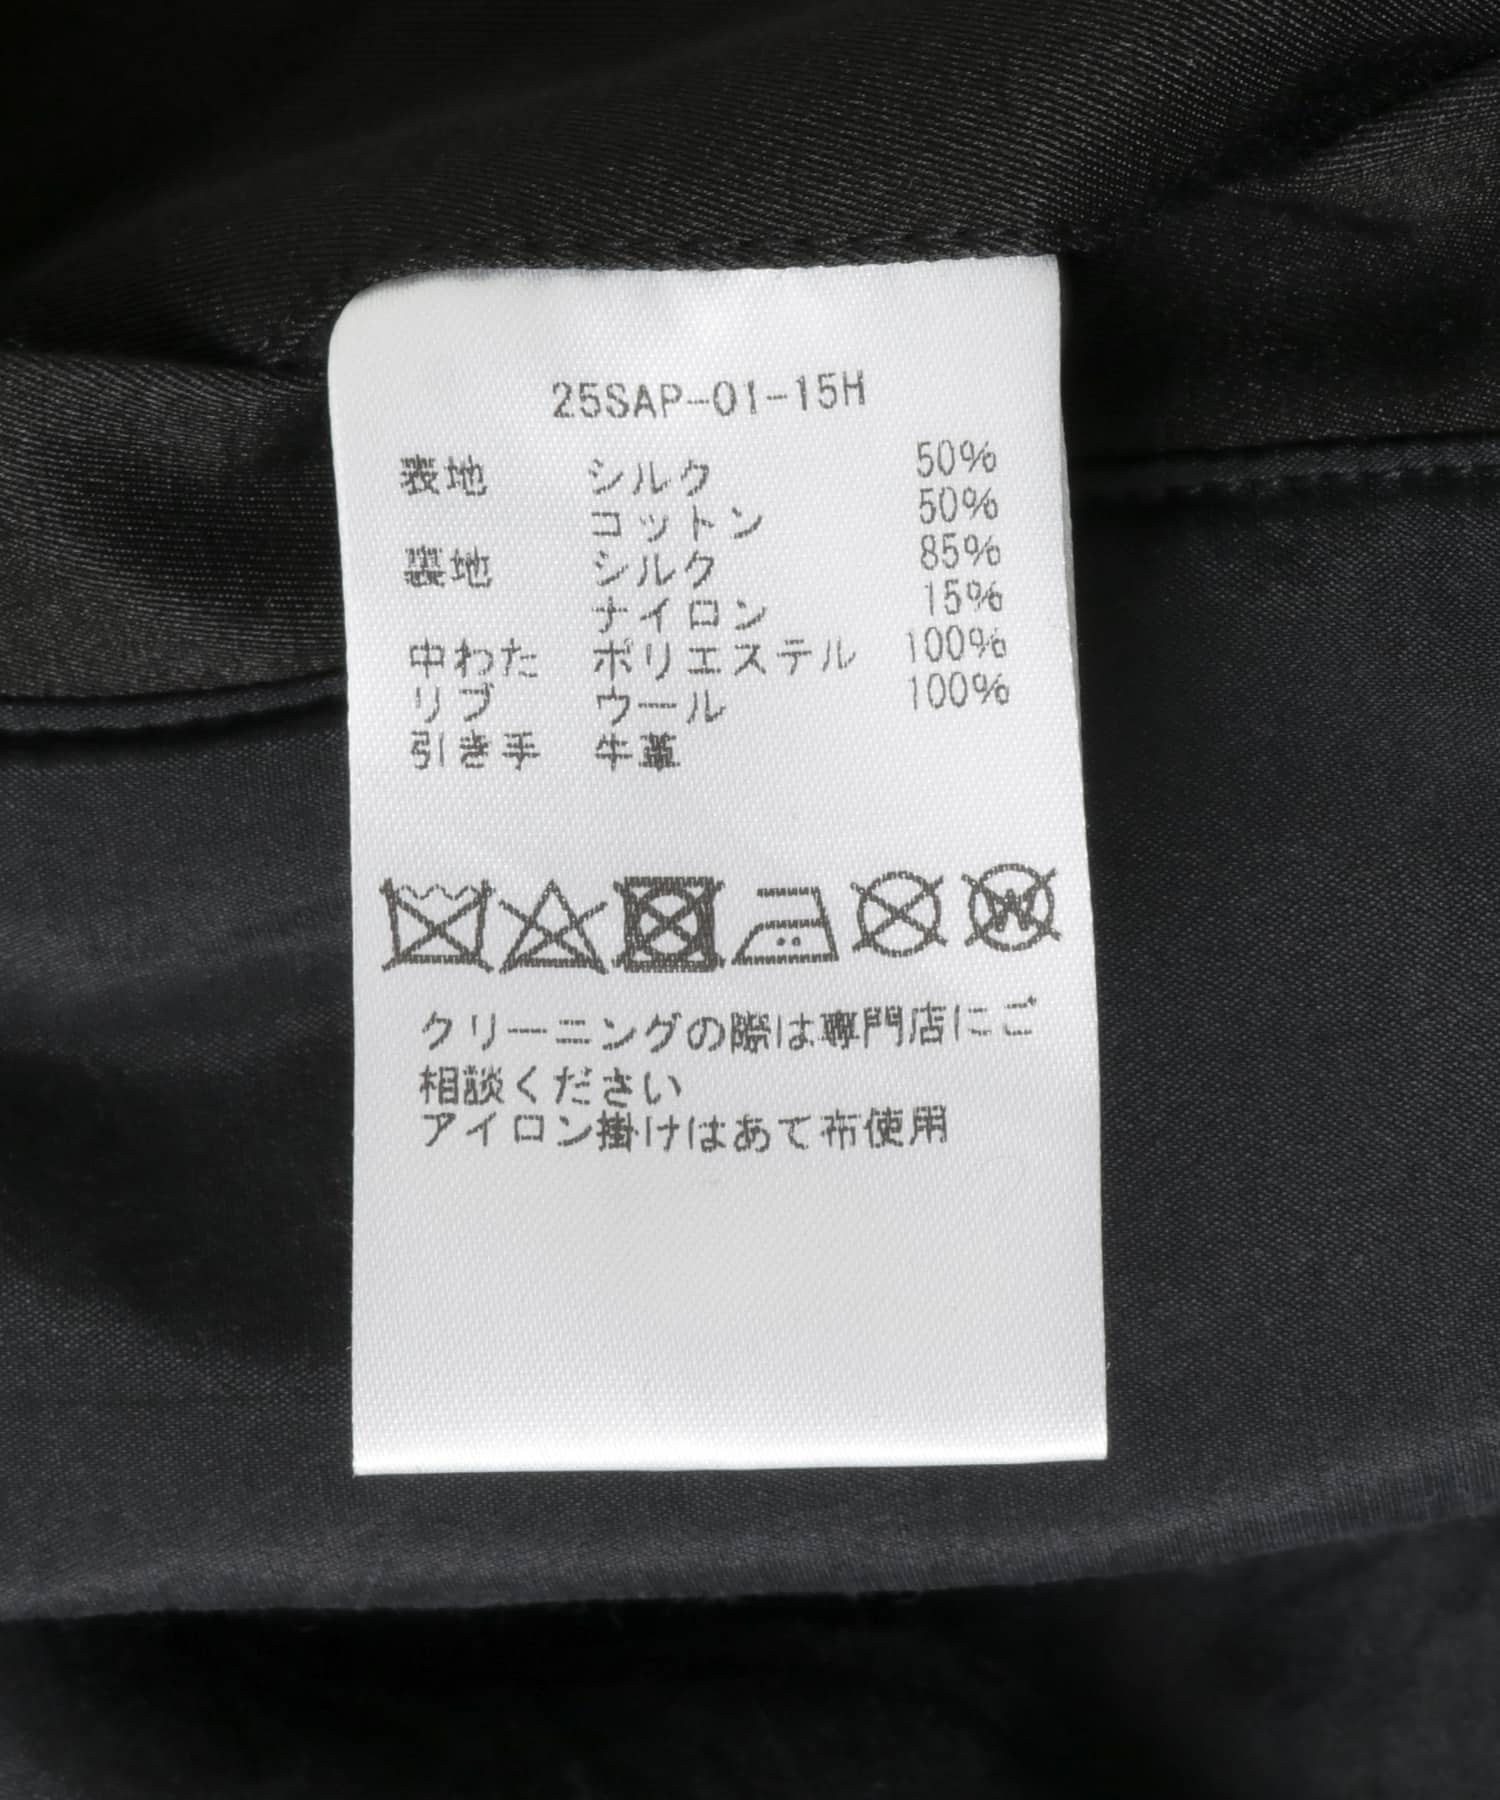 25SAP-01-15H
表地 シルク 50%
コットン 50%
裏地 シルク 85%
ナイロン 15%
中わた ポリエステル 100%
リブ ウール 100%
引き手 牛革
W
クリーニングの際は専門店にご
相談ください
アイロン掛けはあて布使用